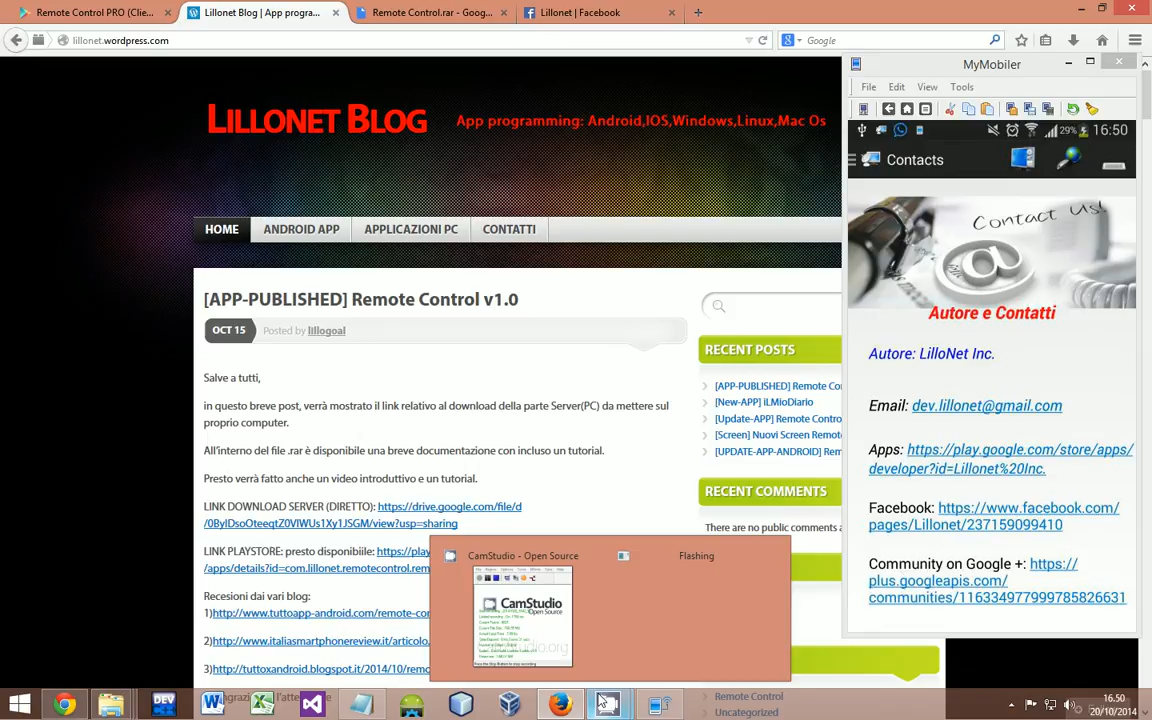 Remote Control PRO (Clie...
Lillonet Blog | App progra...
Remote Control.rar - Goog...
Lillonet | Facebook
lillonet.wordpress.com
Google
LILLONET BLOG
App programming: Android,IOS,Windows,Linux,Mac Os
HOME
ANDROID APP
APPLICAZIONI PC
CONTATTI
[APP-PUBLISHED] Remote Control v1.0
OCT 15
Posted by lillogoal
Salve a tutti,
in questo breve post, verrà mostrato il link relativo al download della parte Server(PC) da mettere sul
proprio computer.
All'interno del file .rar è disponibile una breve documentazione con incluso un tutorial.
Presto verrà fatto anche un video introduttivo e un tutorial.
LINK DOWNLOAD SERVER (DIRETTO): https://drive.google.com/file/d
/0BylDsoOteeqtZ0VlWUs1Xy1JSGM/view?usp=sharing
LINK PLAYSTORE: presto disponibiile: https://play
/apps/details?id=com.lillonet.remotecontrol.rem
Recesioni dai vari blog:
1)http://www.tuttoapp-android.com/remote-cor
2)http://www.italiasmartphonereview.it/articolo,
3)http://tuttoxandroid.blogspot.it/2014/10/remo
RECENT POSTS
[APP-PUBLISHED] Remote Co
[New-APP] iLMioDiario
[Update-APP] Remote Contro
[Screen] Nuovi Screen Remot
[UPDATE-APP-ANDROID] Rem
RECENT COMMENTS
There are no public comments a
Remote Control
Uncategorized
CamStudio - Open Source
Flashing
CamStudio
Open Source
MyMobiler
File
Edit
View
Tools
29%
16:50
Contacts
Contact Us!
@
Autore e Contatti
Autore: LilloNet Inc.
Email: dev.lillonet@gmail.com
Apps: https://play.google.com/store/apps/
developer?id=Lillonet%20Inc.
Facebook: https://www.facebook.com/
pages/Lillonet/237159099410
Community on Google +: https://
plus.googleapis.com/
communities/116334977999785826631
DEV
16.50
20/10/2014